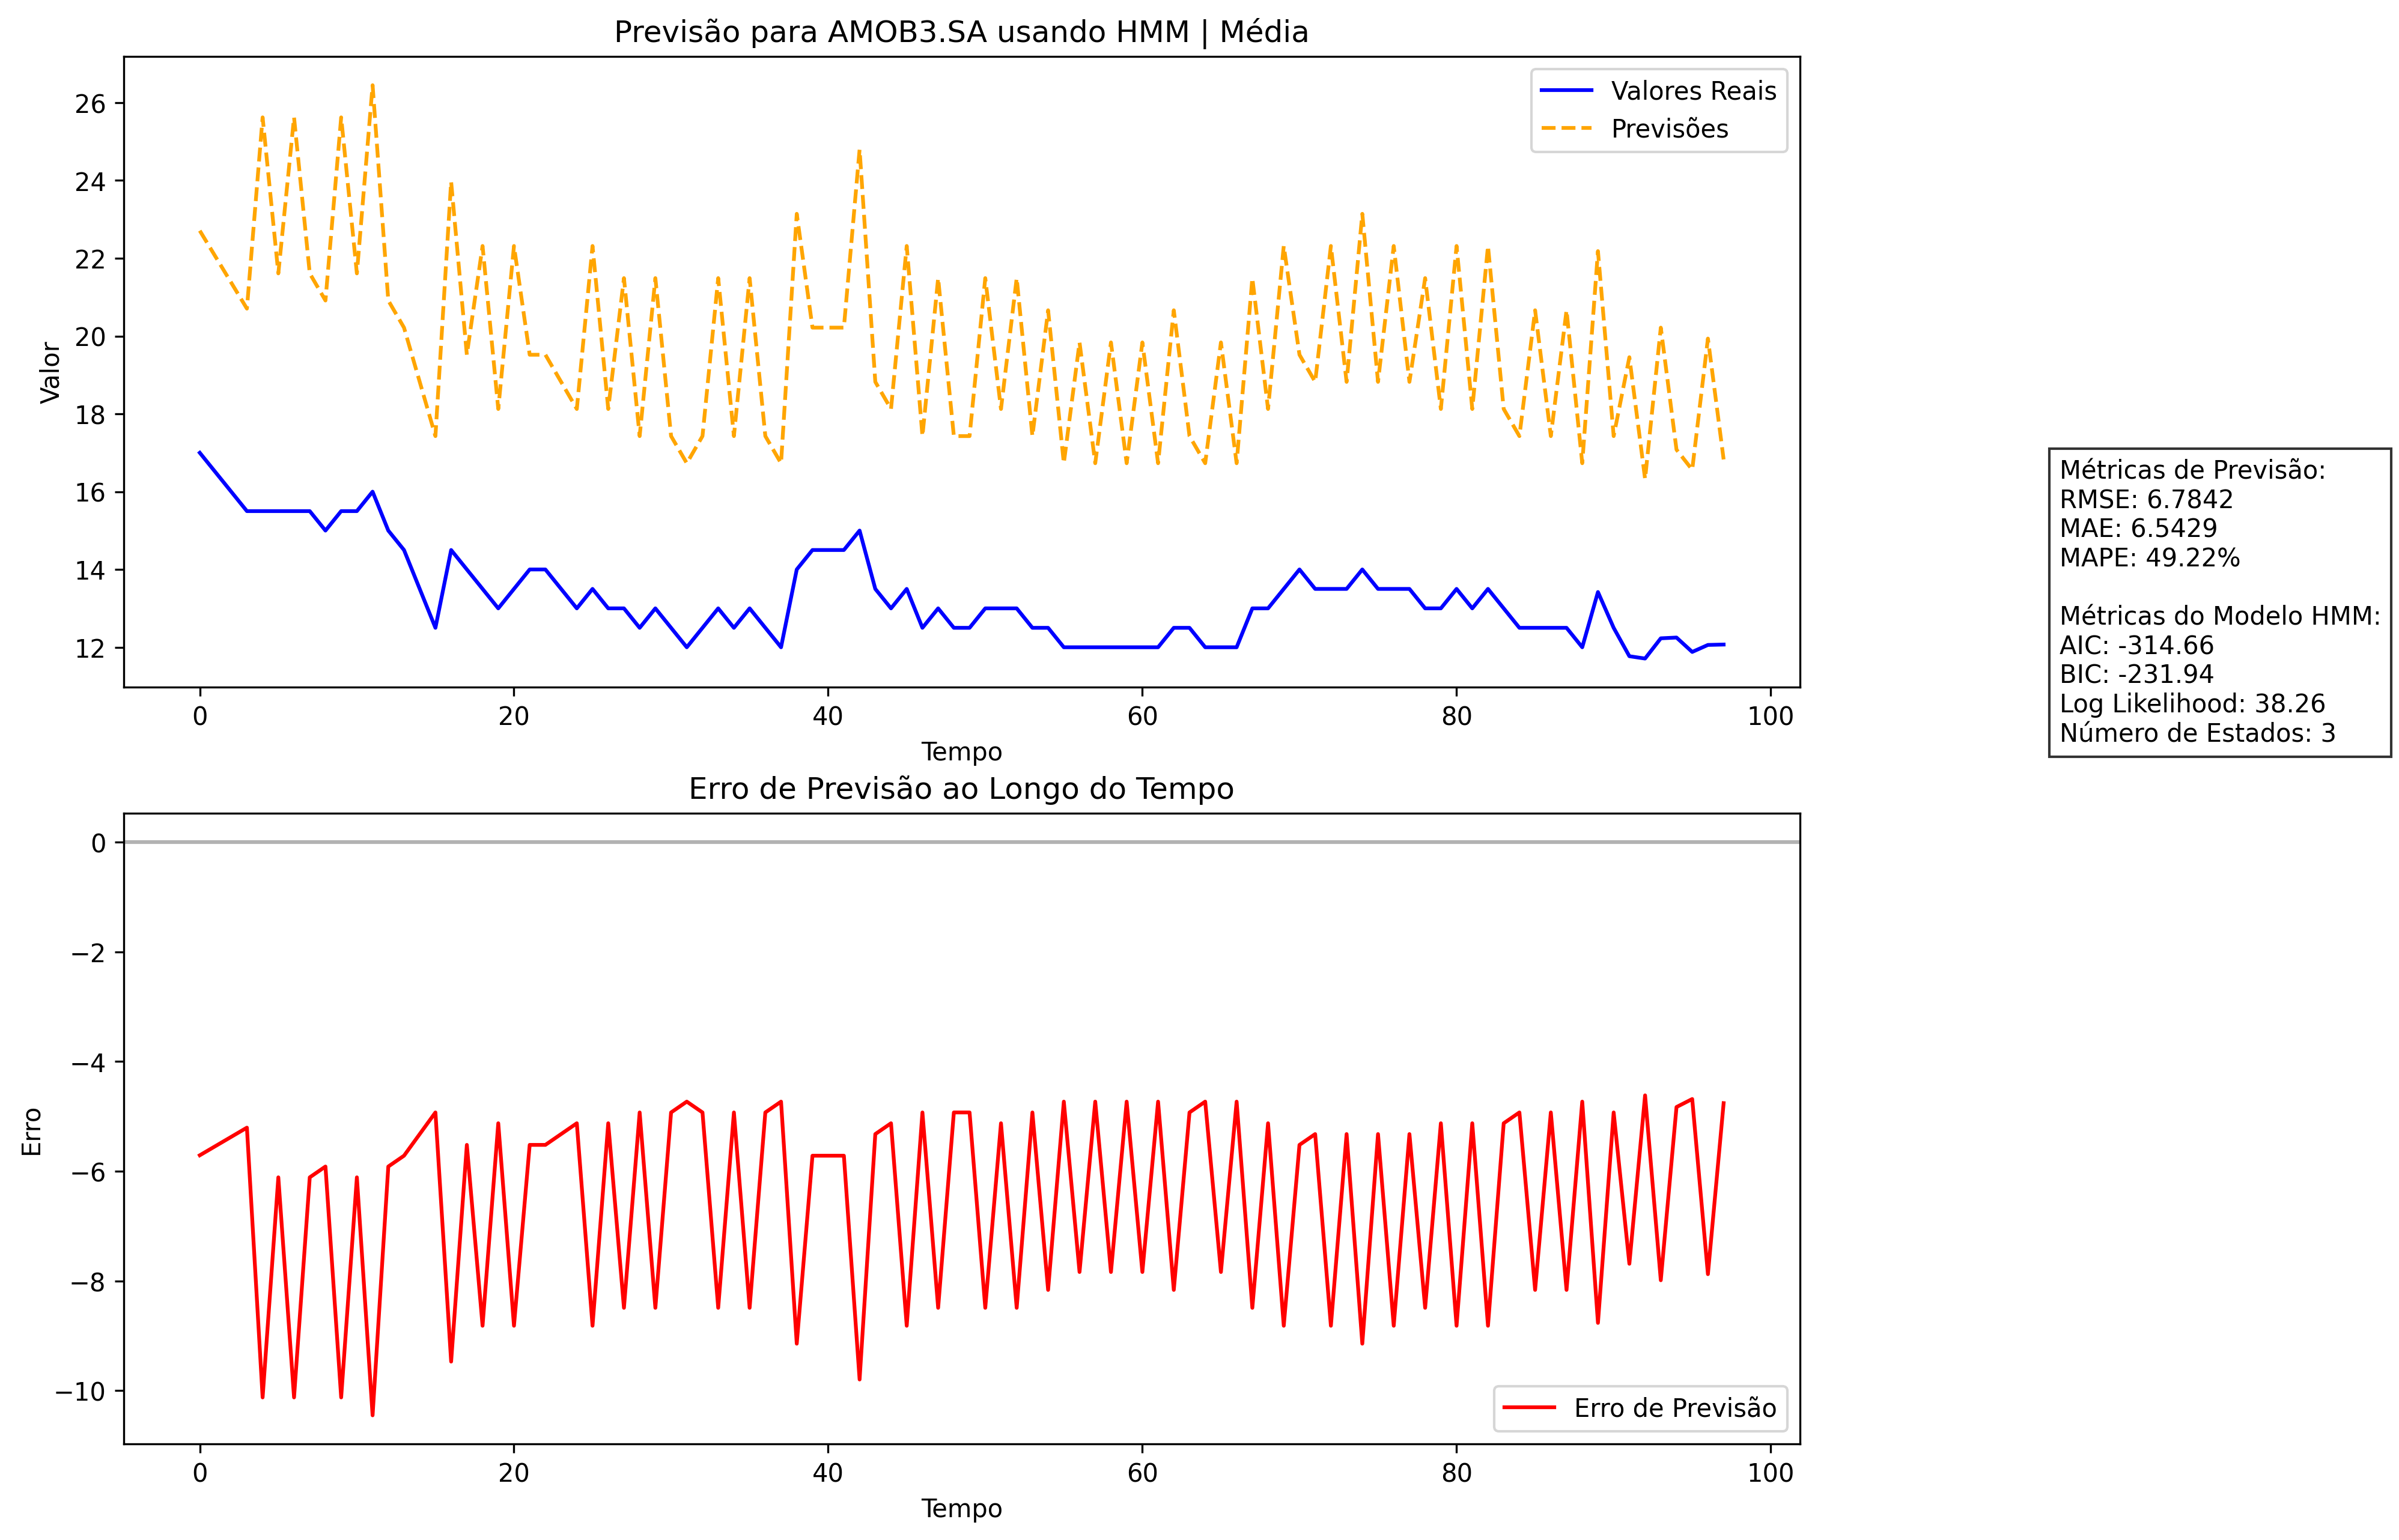 Previsão para AMOB3.SA usando HMM | Média
Valor
26
24
22
20
18
16
14
12
Valores Reais
Previsões
0 20 40 60 80 100
Tempo
Métricas de Previsão:
RMSE: 6.7842
MAE: 6.5429
MAPE: 49.22%
Métricas do Modelo HMM:
AIC: -314.66
BIC: -231.94
Log Likelihood: 38.26
Número de Estados: 3
Erro de Previsão ao Longo do Tempo
Erro
0
−2
−4
−6
−8
−10
Erro de Previsão
0 20 40 60 80 100
Tempo